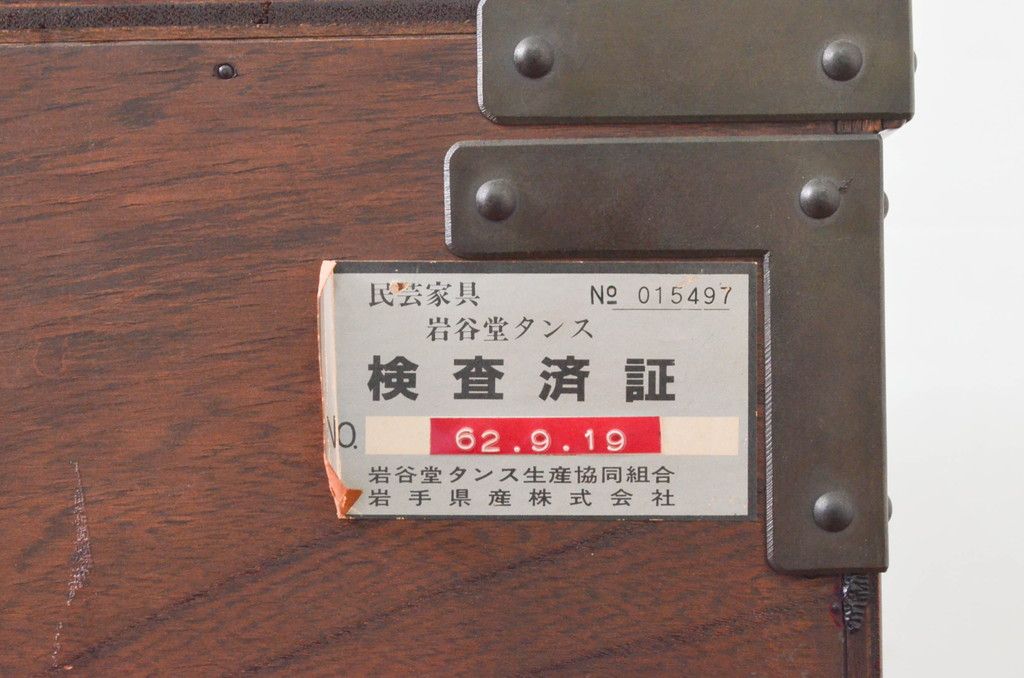 民芸家具 № 015497
岩谷堂タンス
検査済証
NO. 62.9.19
岩谷堂タンス生産協同組合
岩手県産株式会社